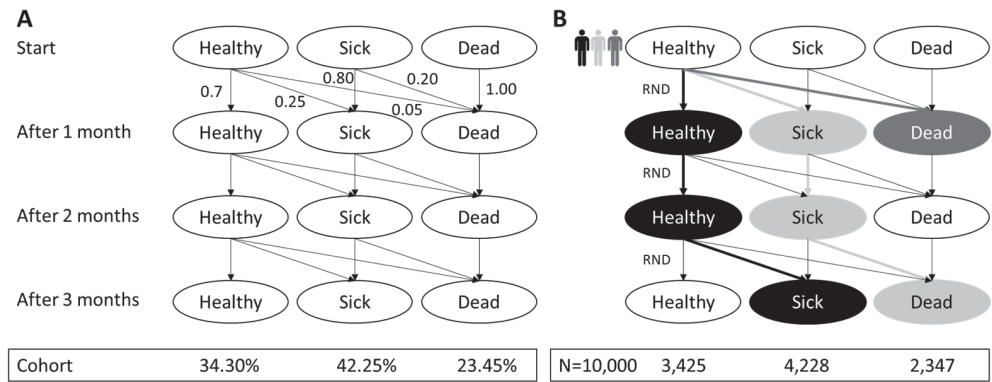 A
Start Healthy Sick Dead
0.7 0.25 0.80 0.05 0.20 1.00
After 1 month Healthy Sick Dead
After 2 months Healthy Sick Dead
After 3 months Healthy Sick Dead
Cohort 34.30% 42.25% 23.45%
B
Healthy Sick Dead
RND
Healthy Sick Dead
RND
Healthy Sick Dead
RND
Healthy Sick Dead
N=10,000 3,425 4,228 2,347